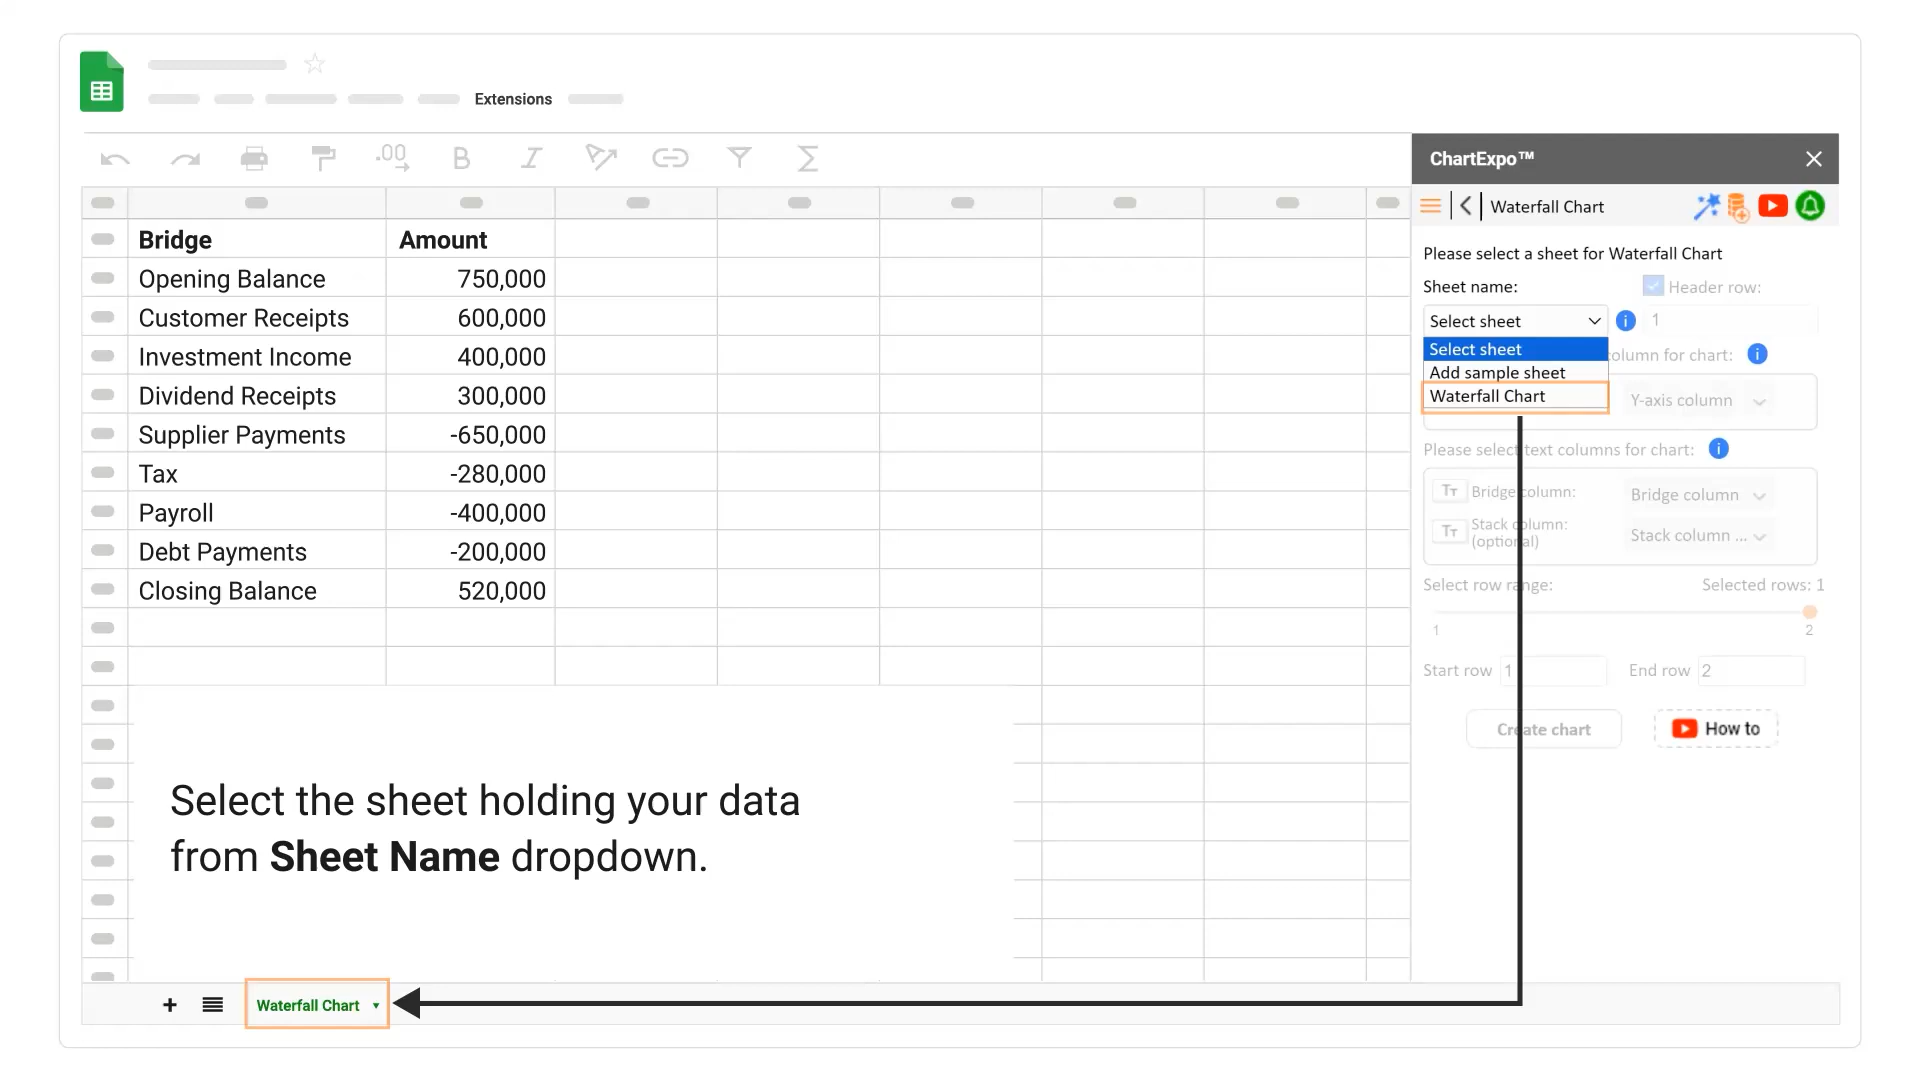 Extensions
.00
B
I
ChartExpo™
Waterfall Chart
Bridge Amount
Opening Balance 750,000
Customer Receipts 600,000
Investment Income 400,000
Dividend Receipts 300,000
Supplier Payments -650,000
Tax -280,000
Payroll -400,000
Debt Payments -200,000
Closing Balance 520,000
Select the sheet holding your data
from Sheet Name dropdown.
Please select a sheet for Waterfall Chart
Sheet name: Header row:
Select sheet 1
Select sheet olumn for chart:
Add sample sheet
Waterfall Chart Y-axis column
Please select text columns for chart:
Tт Bridge column: Bridge column
Tт Stack column: Stack column ...
(optional)
Select row range: Selected rows: 1
1 2
Start row 1 End row 2
Create chart How to
+ Waterfall Chart